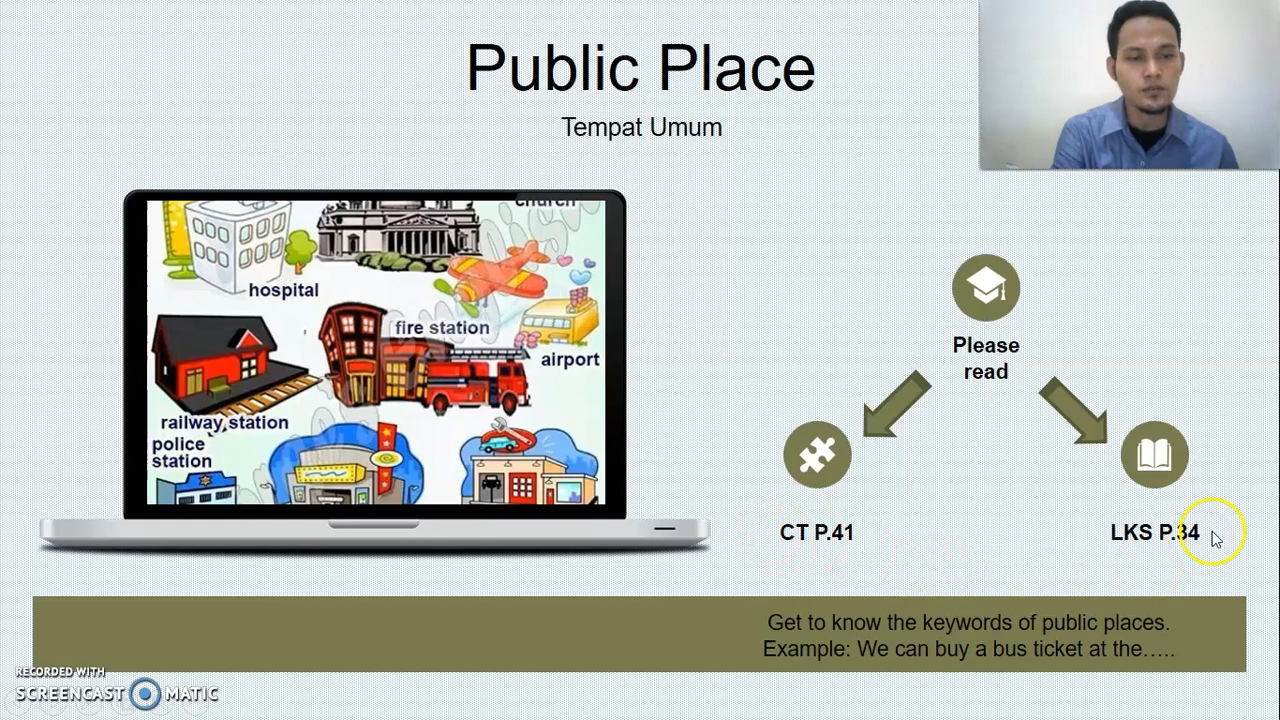 Public Place
Tempat Umum
church
hospital
fire station
airport
railway station
police
station
Please
read
CT P.41
LKS P.34
Get to know the keywords of public places.
Example: We can buy a bus ticket at the…..
RECORDED WITH
SCREENCAST MATIC